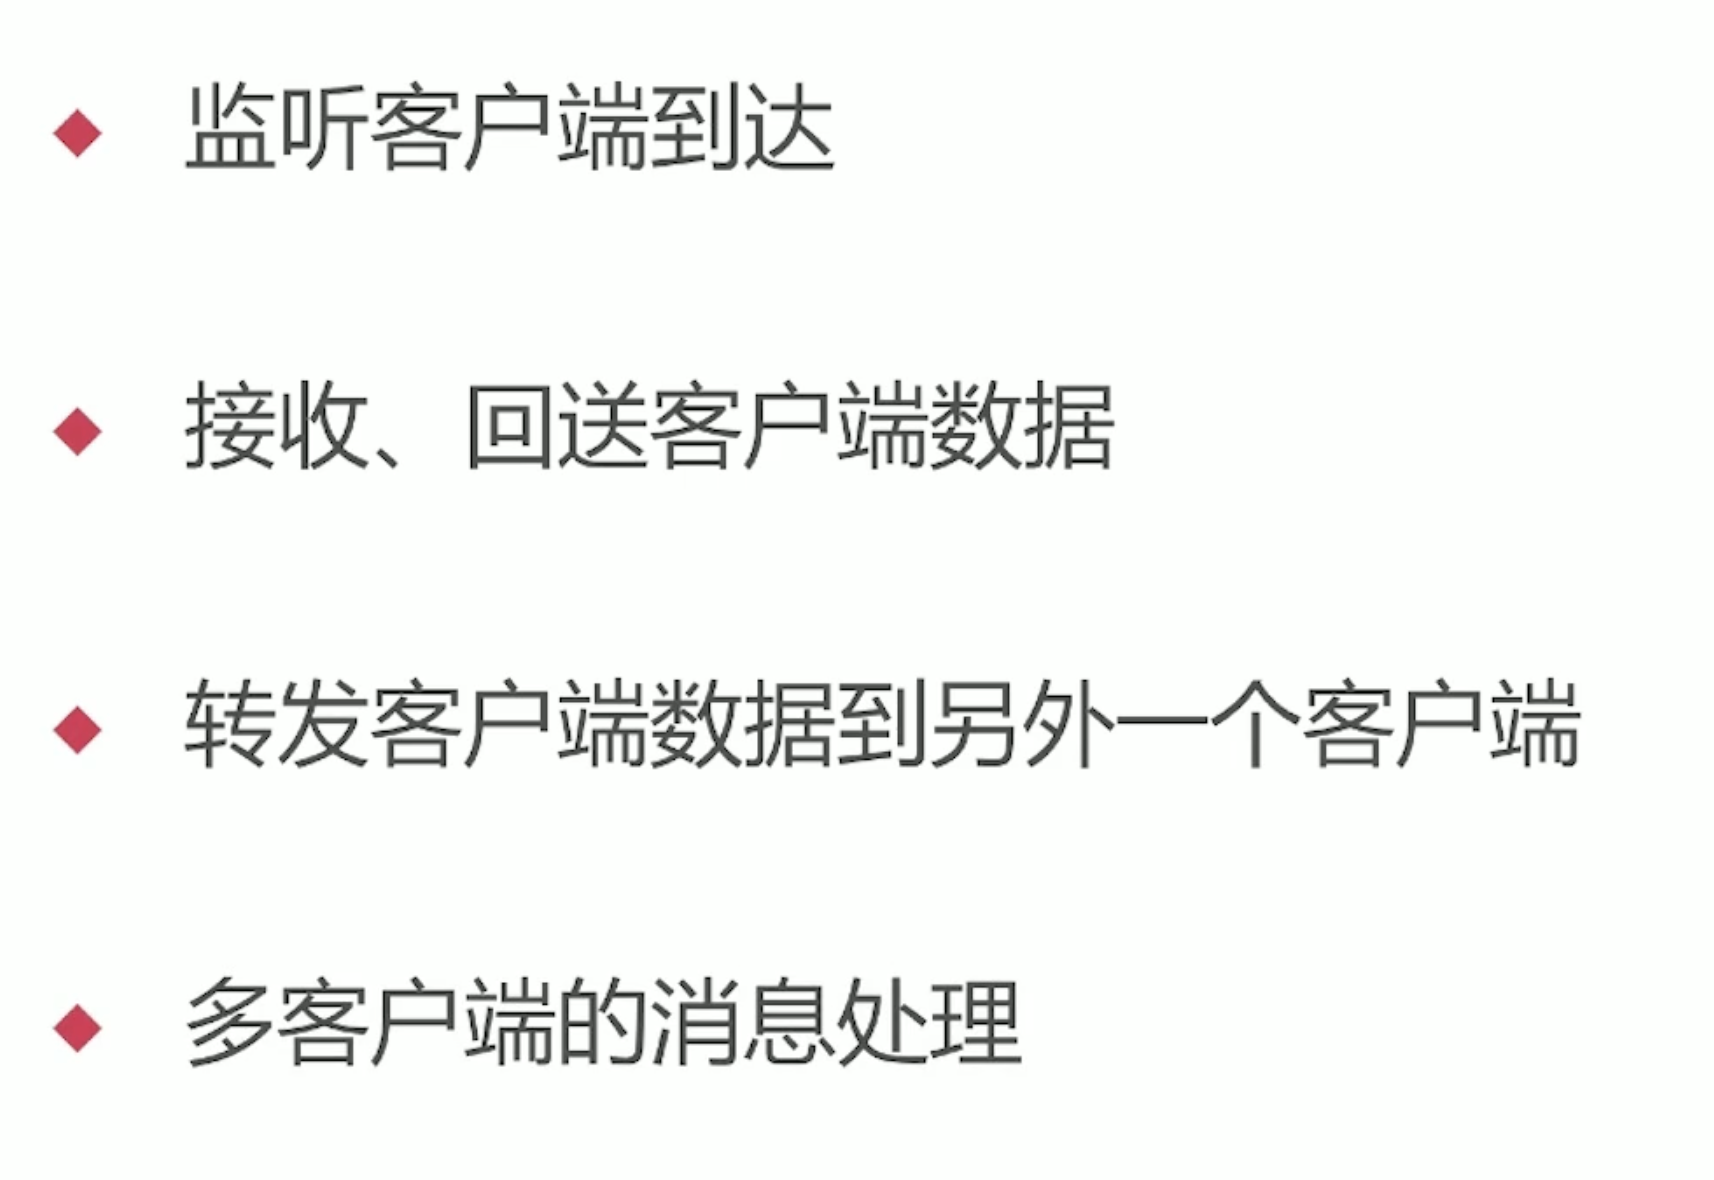 监听客户端到达
接收、回送客户端数据
转发客户端数据到另外一个客户端
多客户端的消息处理